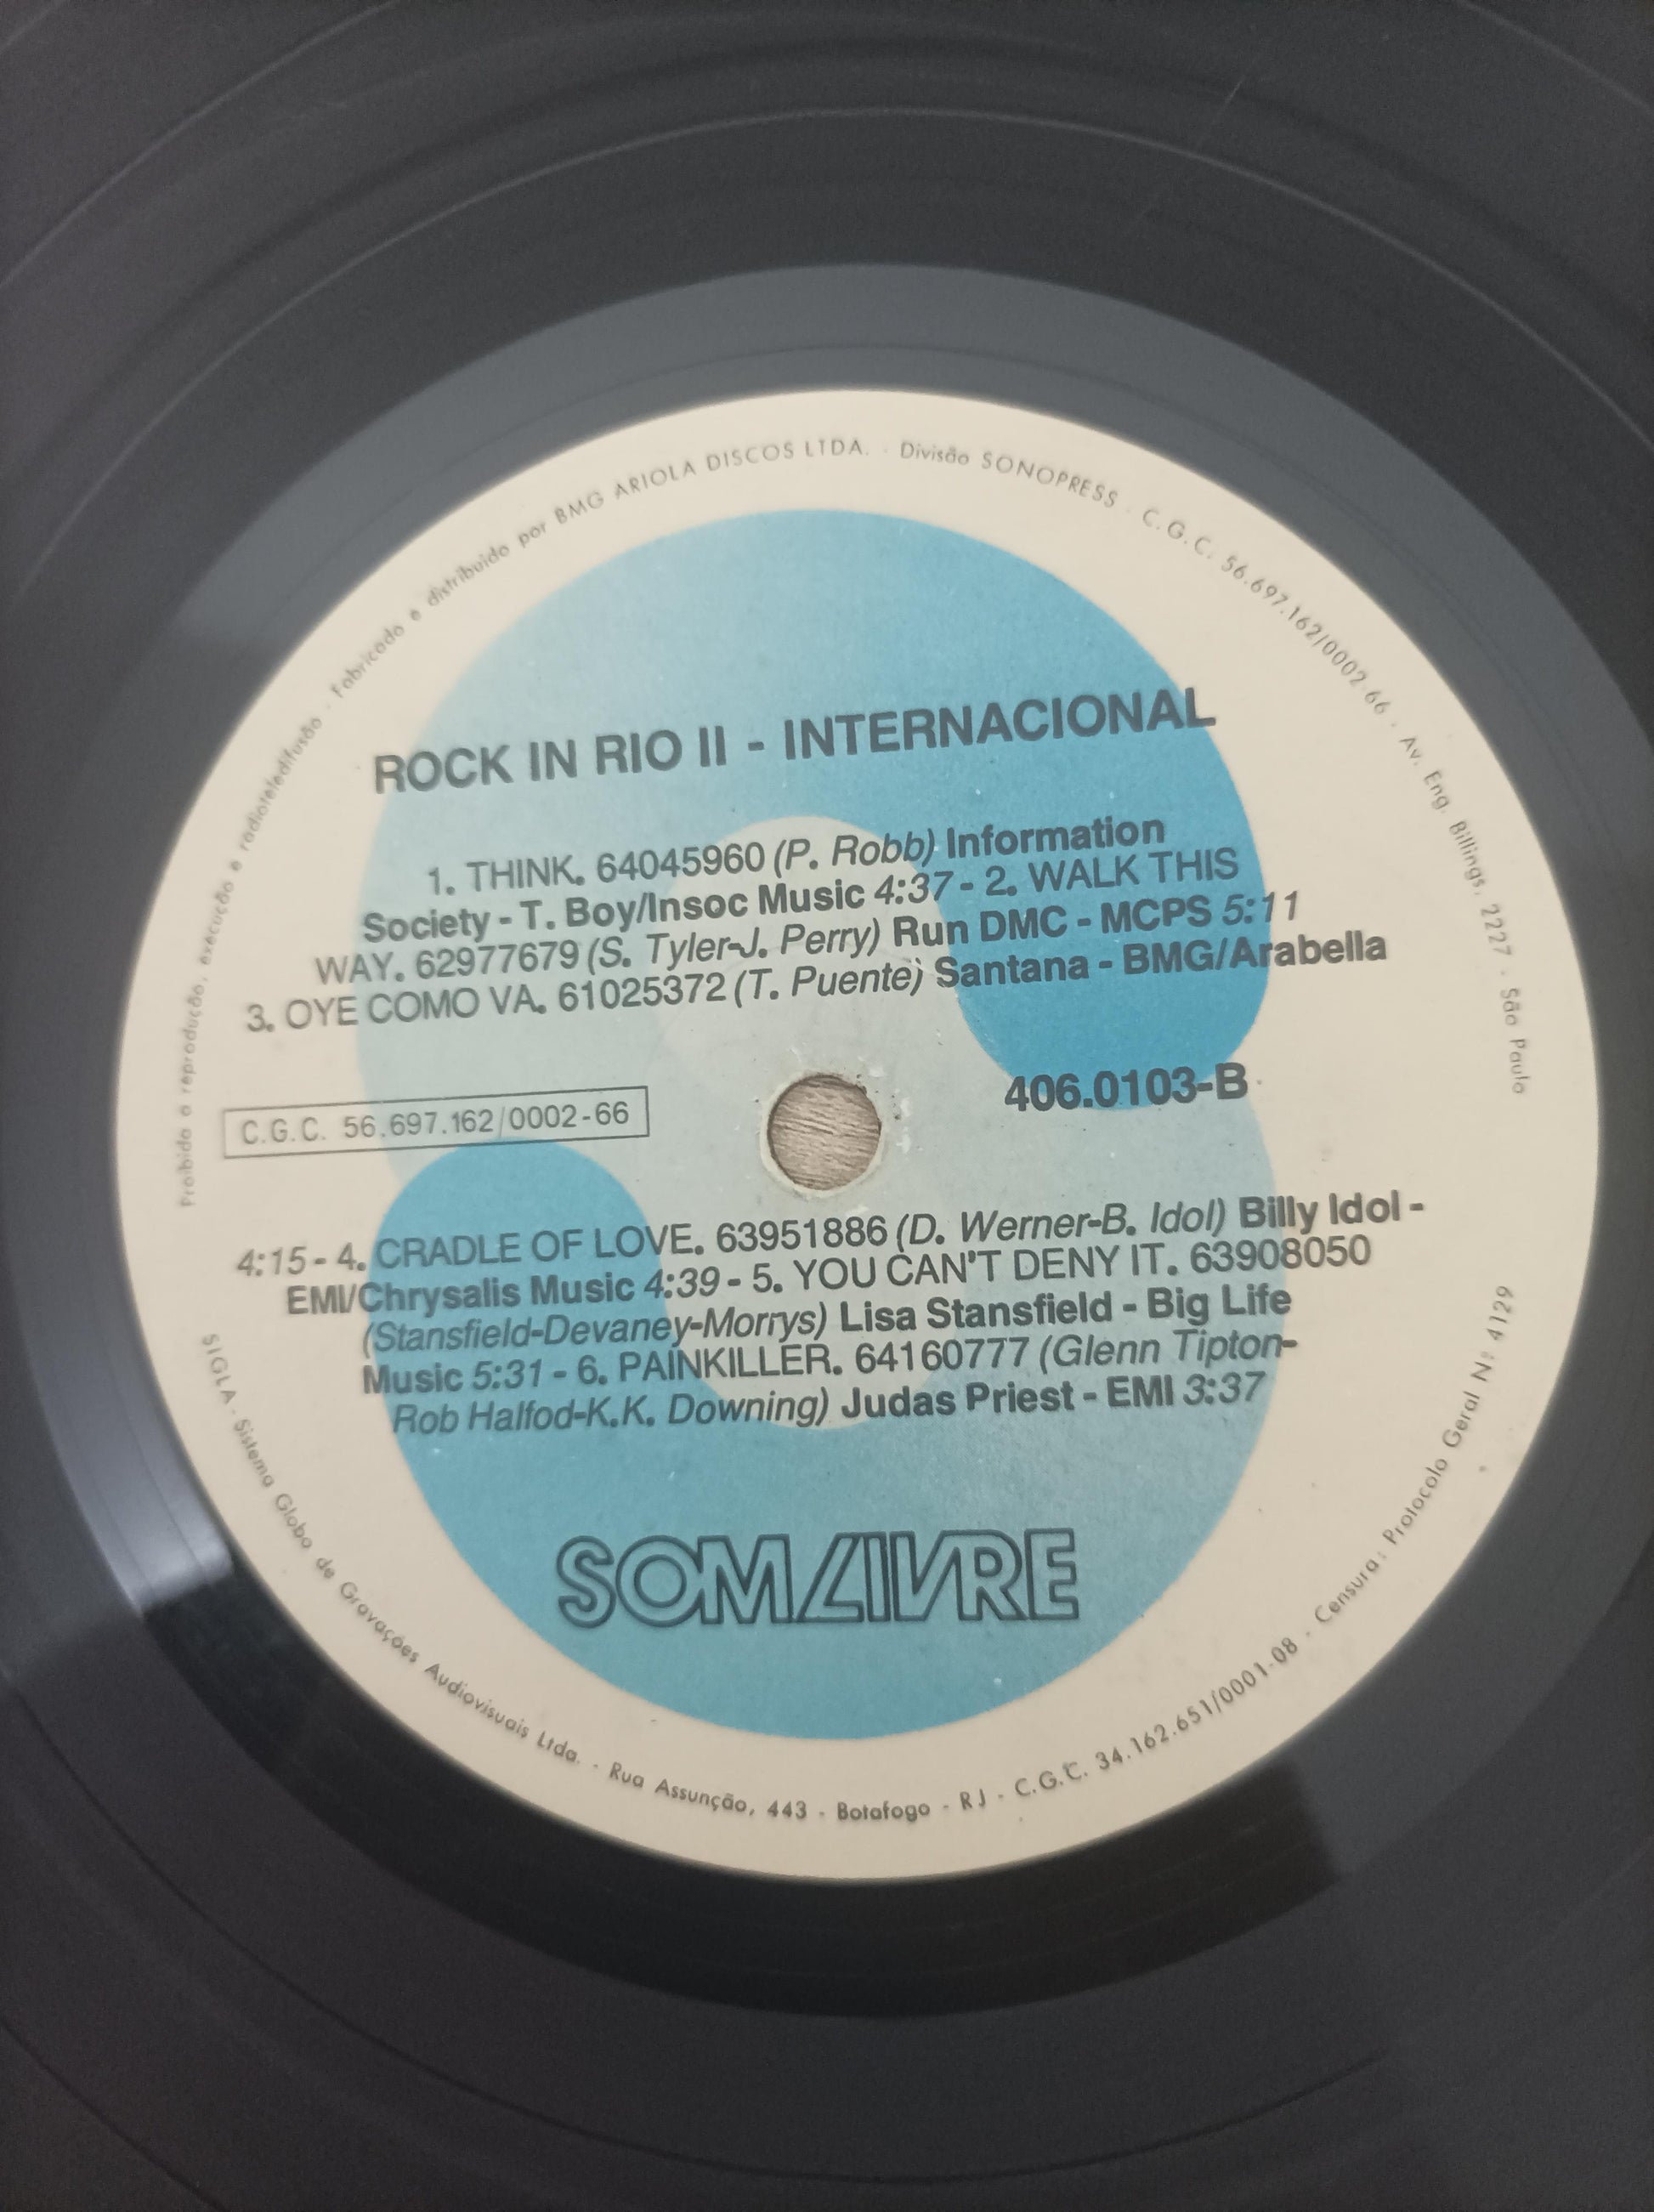 Proibida a reprodução, execução e radioteledifusão · Fabricado e distribuido por BMG ARIOLA DISCOS LTDA. · Divisão SONOPRESS · C.G.C. 56.697.162/0002-66 · Av. Eng. Billings, 2227 · São Paulo
ROCK IN RIO II - INTERNACIONAL
1. THINK. 64045960 (P. Robb) Information
Society - T. Boy/Insoc Music 4:37 - 2. WALK THIS
WAY. 62977679 (S. Tyler-J. Perry) Run DMC - MCPS 5:11
3. OYE COMO VA. 61025372 (T. Puente) Santana - BMG/Arabella
C.G.C. 56.697.162/0002-66
406.0103-B
4:15 - 4. CRADLE OF LOVE. 63951886 (D. Werner-B. Idol) Billy Idol -
EMI/Chrysalis Music 4:39 - 5. YOU CAN'T DENY IT. 63908050
(Stansfield-Devaney-Morrys) Lisa Stansfield - Big Life
Music 5:31 - 6. PAINKILLER. 64160777 (Glenn Tipton-
Rob Halfod-K.K. Downing) Judas Priest - EMI 3:37
SOM LIVRE
SIGLA · Sistema Globo de Gravações Audiovisuais Ltda. · Rua Assunção, 443 - Botafogo - RJ - C.G.C. 34.162.651/0001-08 · Censura: Protocolo Geral Nº 4129